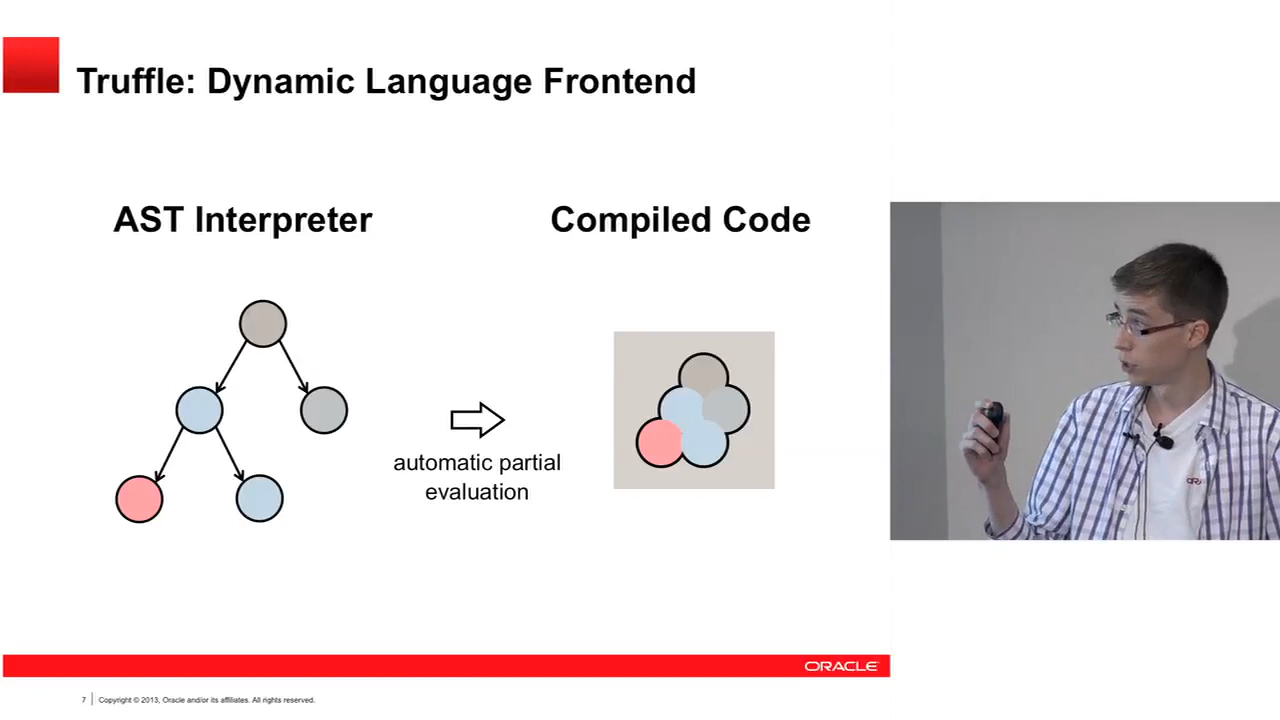 Truffle: Dynamic Language Frontend
AST Interpreter
Compiled Code
automatic partial
evaluation
ORACLE
7 Copyright © 2013, Oracle and/or its affiliates. All rights reserved.